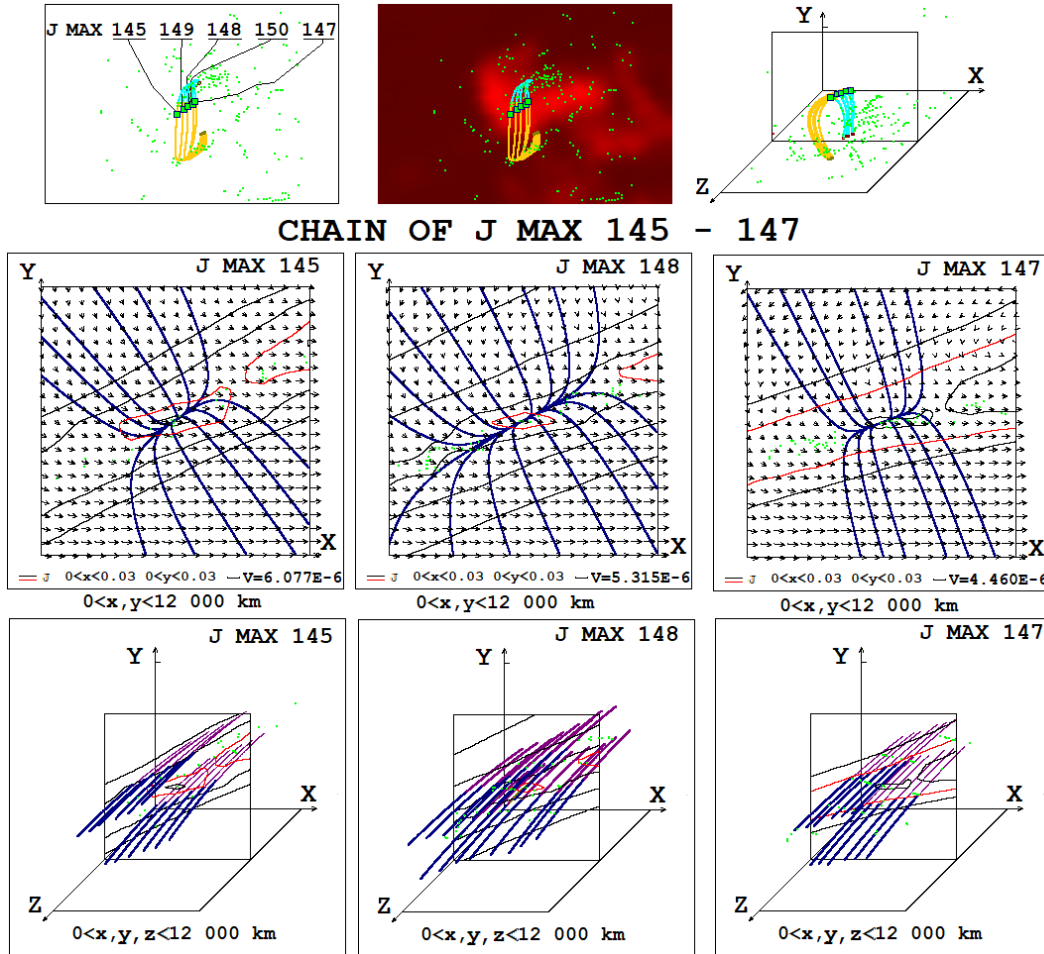 J MAX 145 149 148 150 147
Y
X
Z
CHAIN OF J MAX 145 - 147
Y J MAX 145
X
J 0<x<0.03 0<y<0.03 V=6.077E-6
0<x,y<12 000 km
Y J MAX 148
X
J 0<x<0.03 0<y<0.03 V=5.315E-6
0<x,y<12 000 km
Y J MAX 147
X
J 0<x<0.03 0<y<0.03 V=4.460E-6
0<x,y<12 000 km
J MAX 145
Y
X
Z
0<x,y,z<12 000 km
J MAX 148
Y
X
Z
0<x,y,z<12 000 km
J MAX 147
Y
X
Z
0<x,y,z<12 000 km